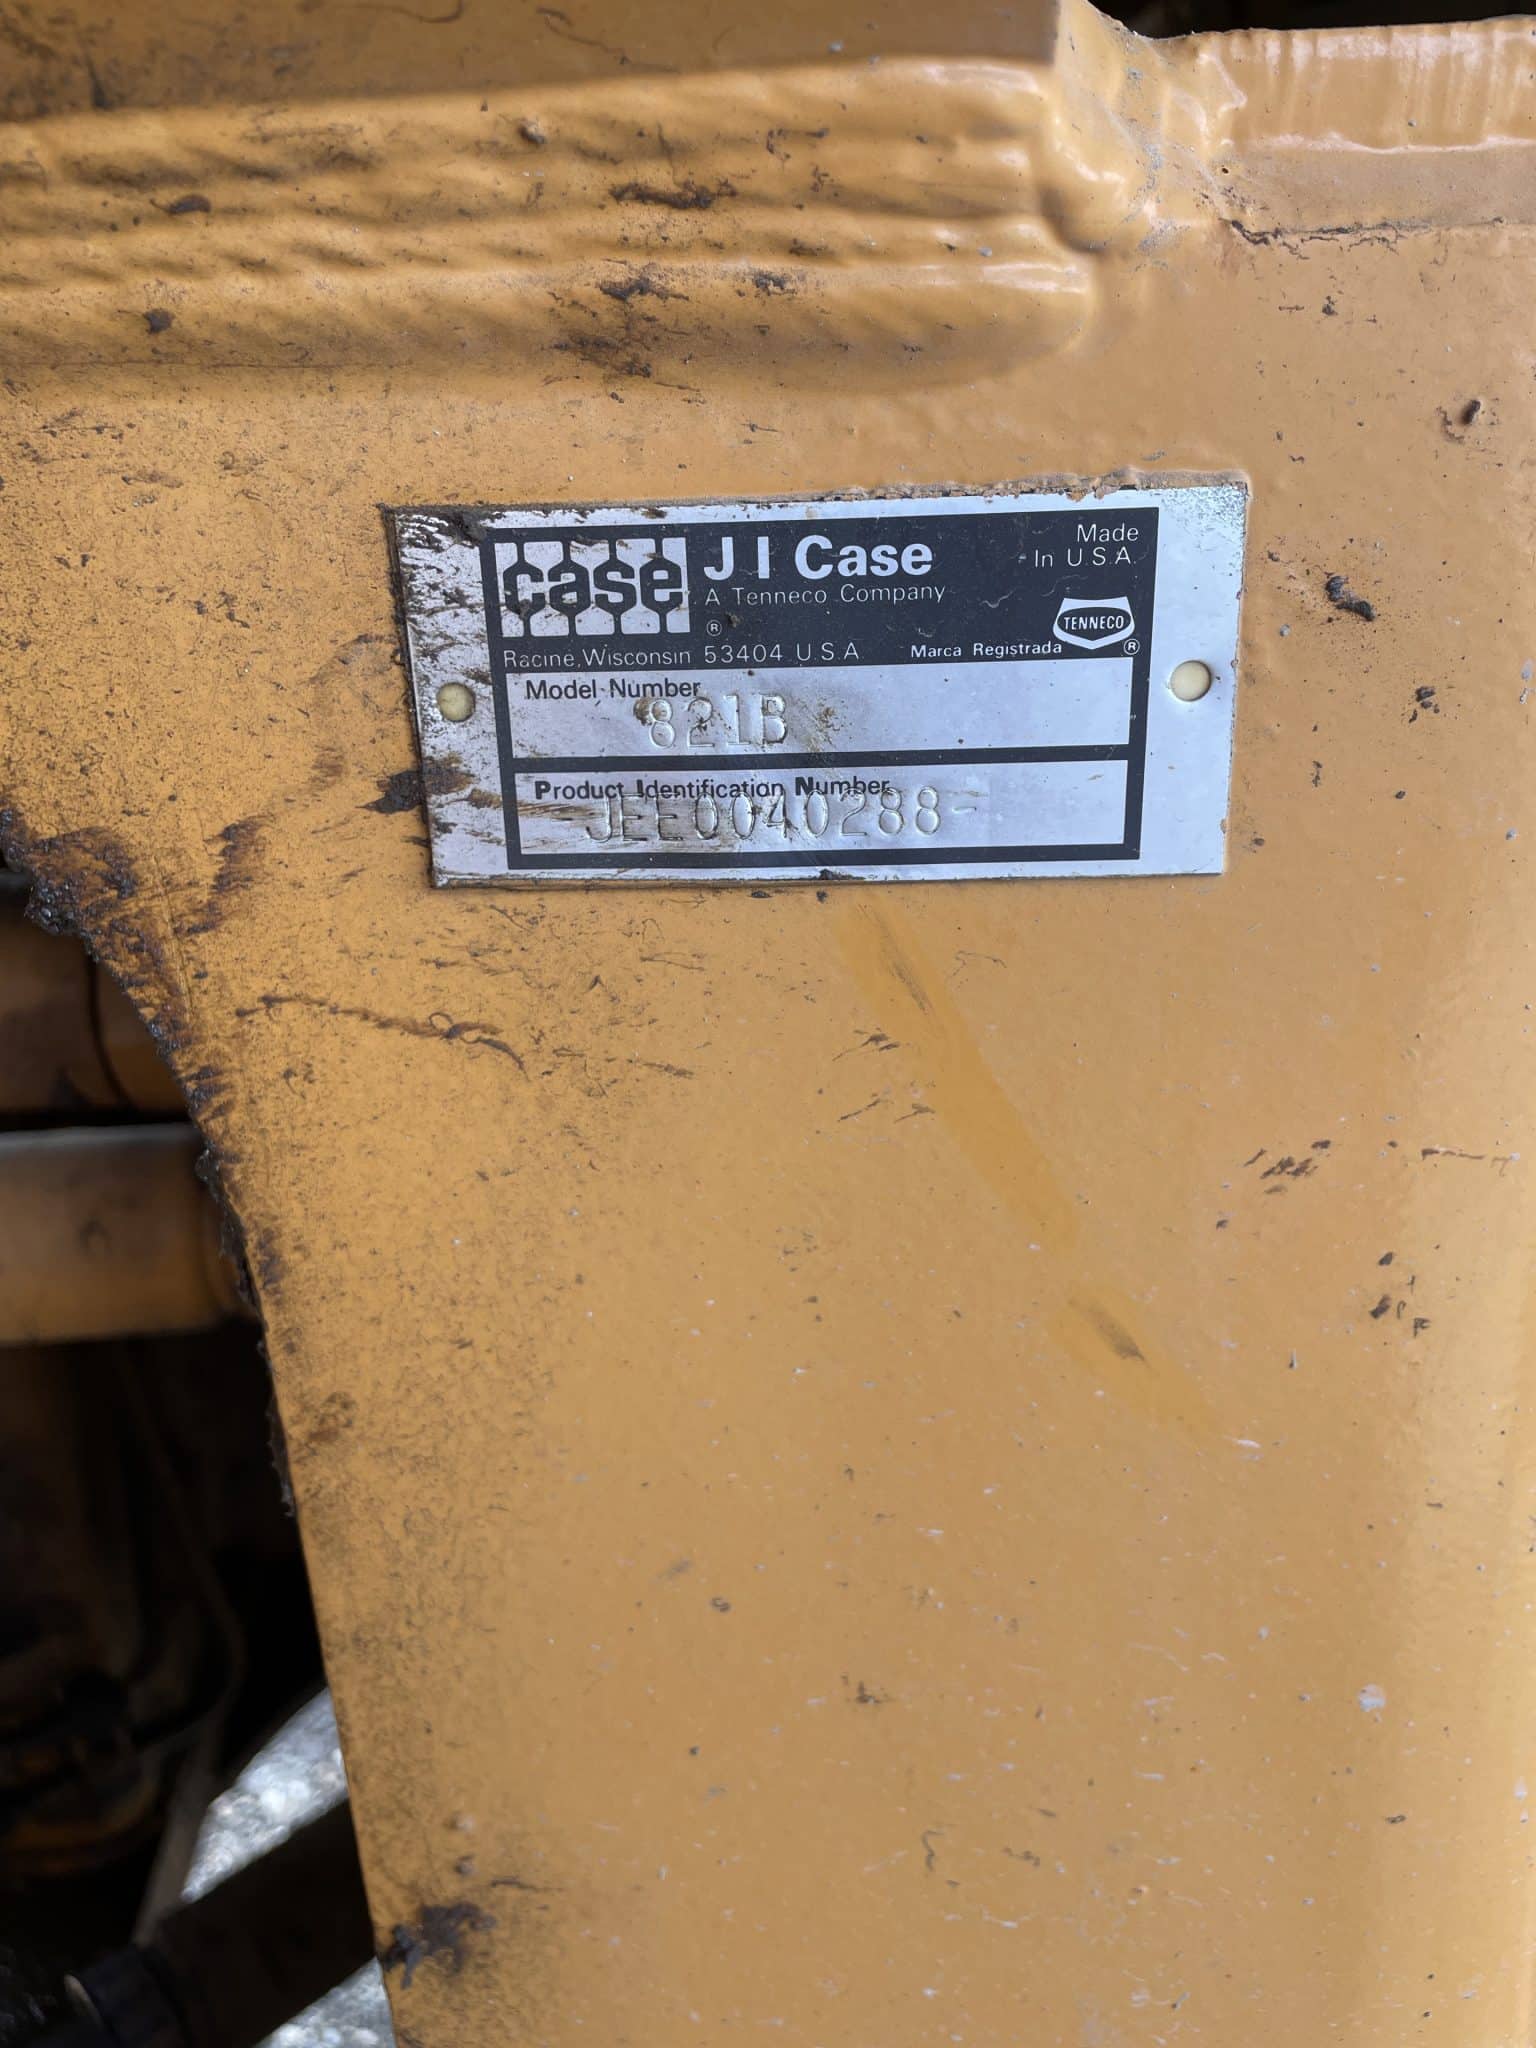 case
J I Case
Made
In U.S.A.
A Tenneco Company
TENNECO
®
Racine, Wisconsin 53404 U.S.A.
Marca Registrada
®
Model Number
821B
Product Identification Number
-JEE0040288-